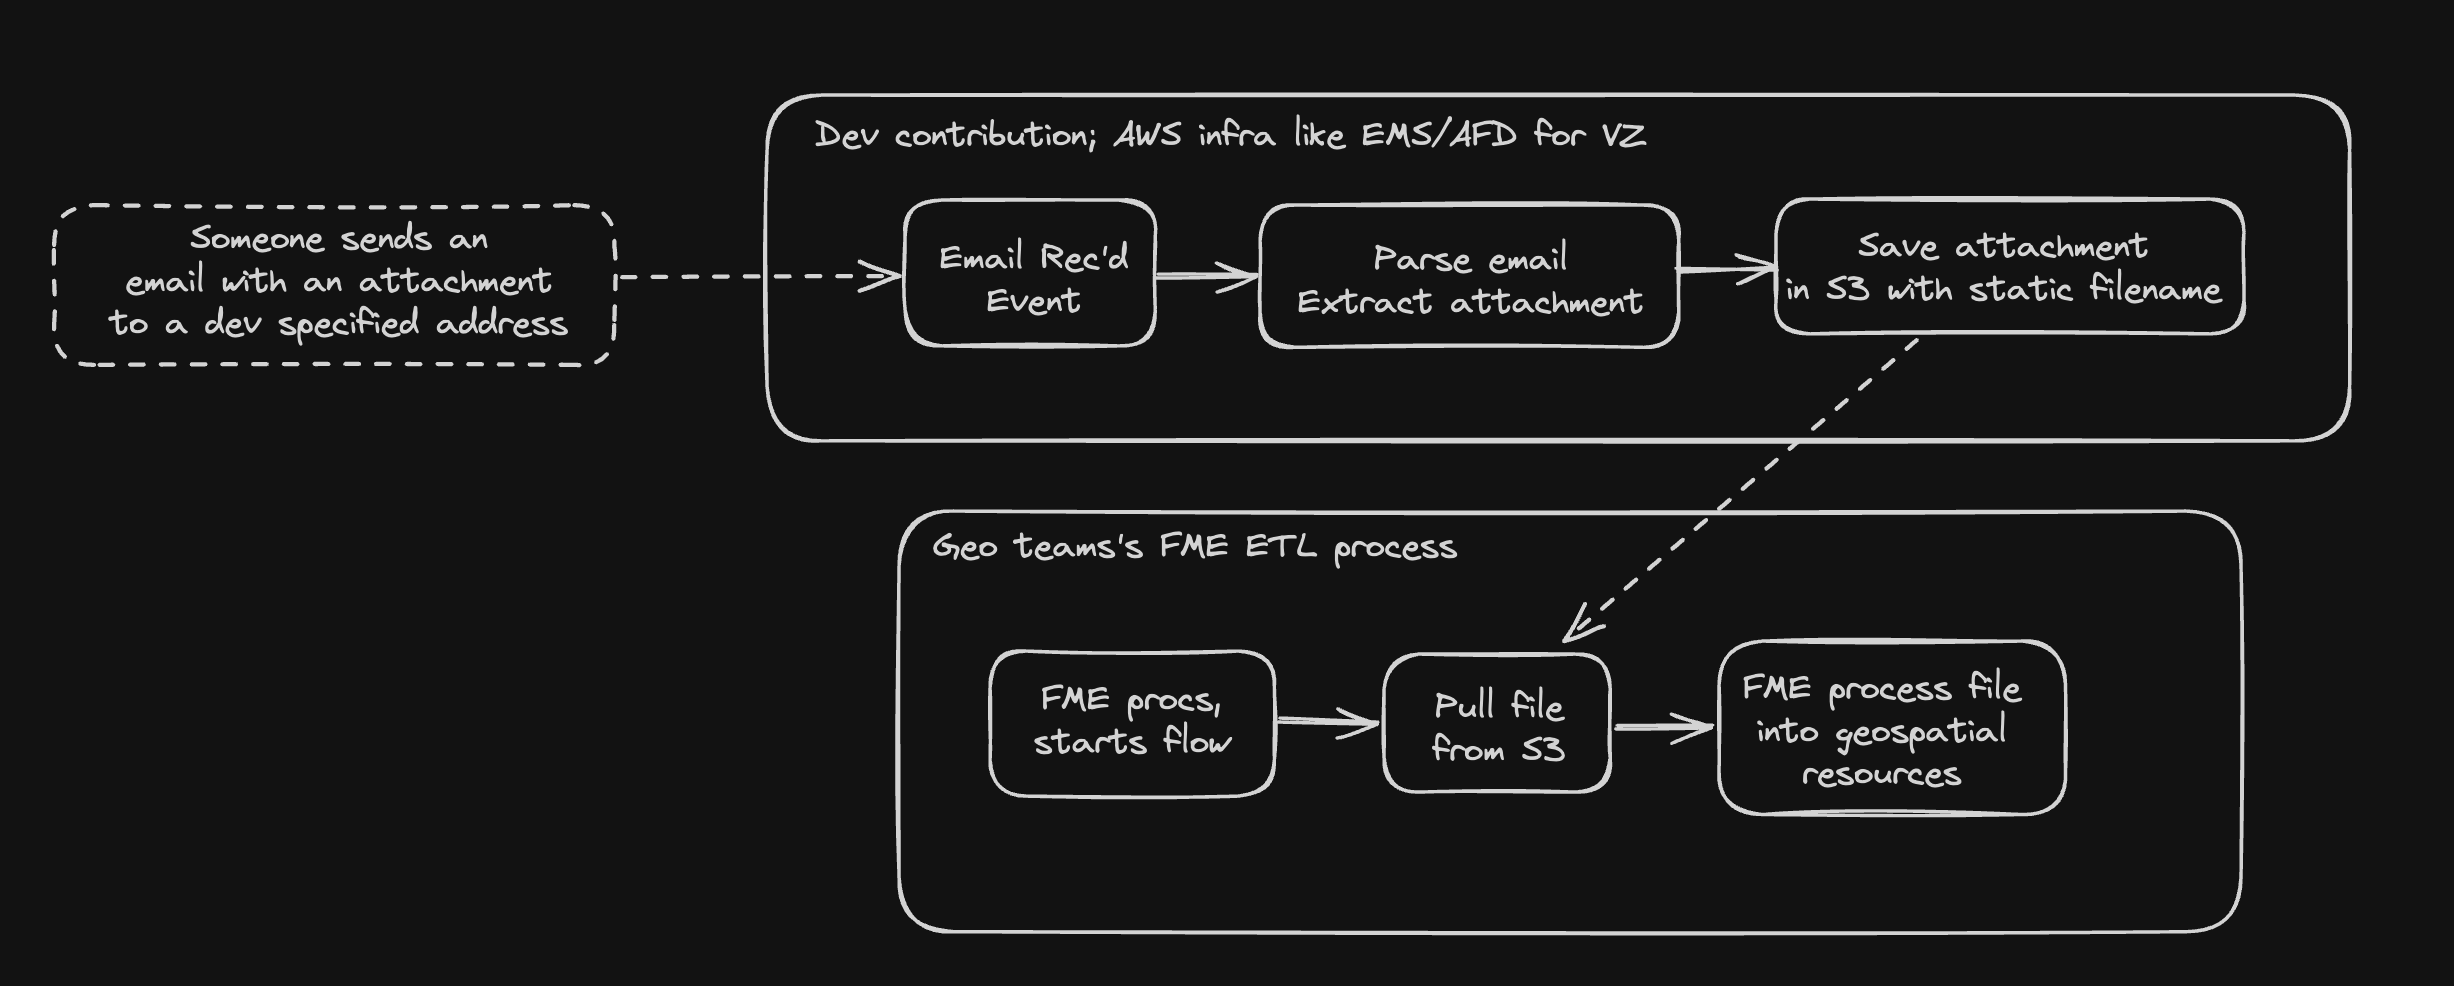 Dev contribution; AWS infra like EMS/AFD for VZ
Someone sends an
email with an attachment
to a dev specified address
Email Rec'd
Event
Parse email
Extract attachment
Save attachment
in S3 with static filename
Geo teams's FME ETL process
FME procs,
starts flow
Pull file
from S3
FME process file
into geospatial
resources